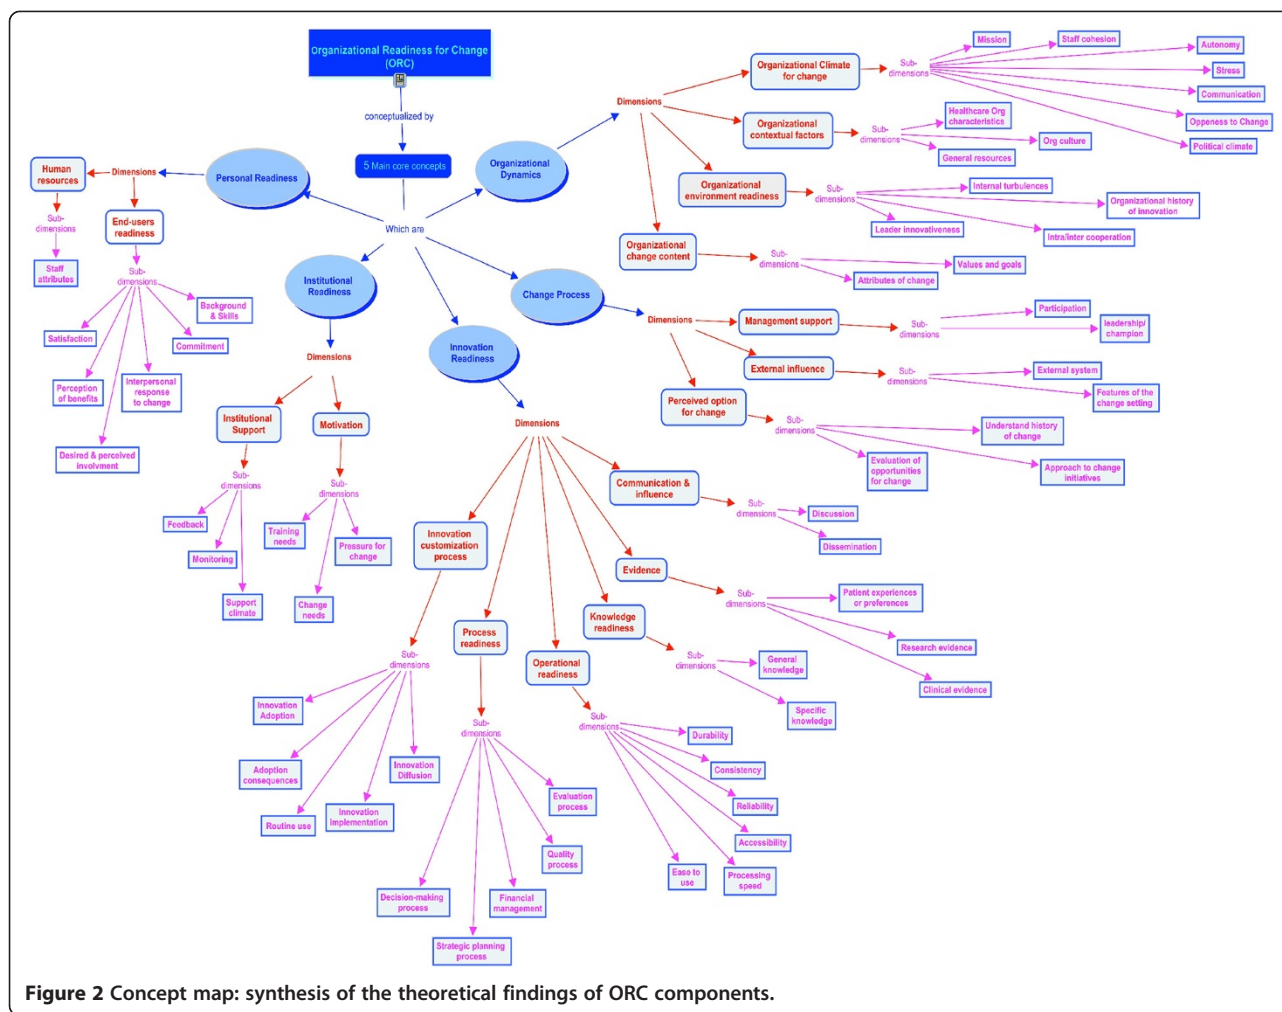 Organizational Readiness for Change
(ORC)
conceptualized by
5 Main core concepts
Which are
Personal Readiness
Dimensions
Human
resources
Sub-
dimensions
Staff
attributes
End-users
readiness
Sub-
dimensions
Background
& Skills
Satisfaction
Commitment
Perception
of benefits
Interpersonal
response
to change
Desired & perceived
involvment
Institutional
Readiness
Dimensions
Institutional
Support
Sub-
dimensions
Feedback
Monitoring
Support
climate
Motivation
Sub-
dimensions
Training
needs
Pressure for
change
Change
needs
Innovation
Readiness
Dimensions
Innovation
customization
process
Sub-
dimensions
Innovation
Adoption
Adoption
consequences
Routine use
Innovation
Implementation
Innovation
Diffusion
Process
readiness
Sub-
dimensions
Evaluation
process
Quality
process
Financial
management
Decision-making
process
Strategic planning
process
Operational
readiness
Sub-
dimensions
Durability
Consistency
Reliability
Accessibility
Processing
speed
Ease to
use
Knowledge
readiness
Sub-
dimensions
General
knowledge
Specific
knowledge
Evidence
Sub-
dimensions
Patient experiences
or preferences
Research evidence
Clinical evidence
Communication &
influence
Sub-
dimensions
Discussion
Dissemination
Change Process
Dimensions
Management support
Sub-
dimensions
Participation
leadership/
champion
External influence
Sub-
dimensions
External system
Features of the
change setting
Perceived option
for change
Sub-
dimensions
Understand history
of change
Approach to change
initiatives
Evaluation of
opportunities
for change
Organizational
Dynamics
Dimensions
Organizational Climate
for change
Sub-
dimensions
Mission
Staff cohesion
Autonomy
Stress
Communication
Oppeness to Change
Political climate
Organizational
contextual factors
Sub-
dimensions
Healthcare Org
characteristics
Org culture
General resources
Organizational
environment readiness
Sub-
dimensions
Internal turbulences
Organizational history
of innovation
Leader innovativeness
Intra/inter cooperation
Organizational
change content
Sub-
dimensions
Values and goals
Attributes of change
Figure 2 Concept map: synthesis of the theoretical findings of ORC components.